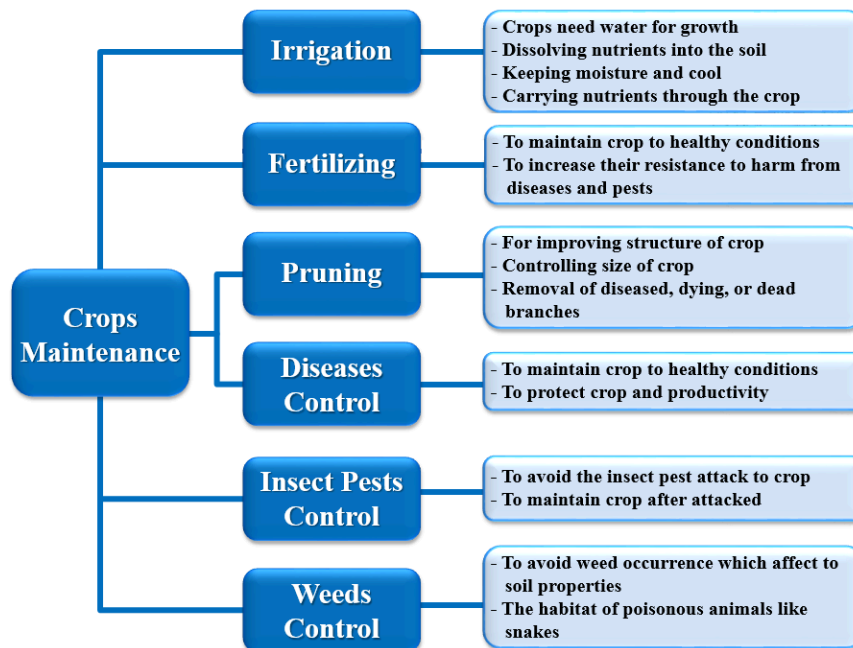 Crops
Maintenance
Irrigation
- Crops need water for growth
- Dissolving nutrients into the soil
- Keeping moisture and cool
- Carrying nutrients through the crop
Fertilizing
- To maintain crop to healthy conditions
- To increase their resistance to harm from
diseases and pests
Pruning
- For improving structure of crop
- Controlling size of crop
- Removal of diseased, dying, or dead
branches
Diseases
Control
- To maintain crop to healthy conditions
- To protect crop and productivity
Insect Pests
Control
- To avoid the insect pest attack to crop
- To maintain crop after attacked
Weeds
Control
- To avoid weed occurrence which affect to
soil properties
- The habitat of poisonous animals like
snakes